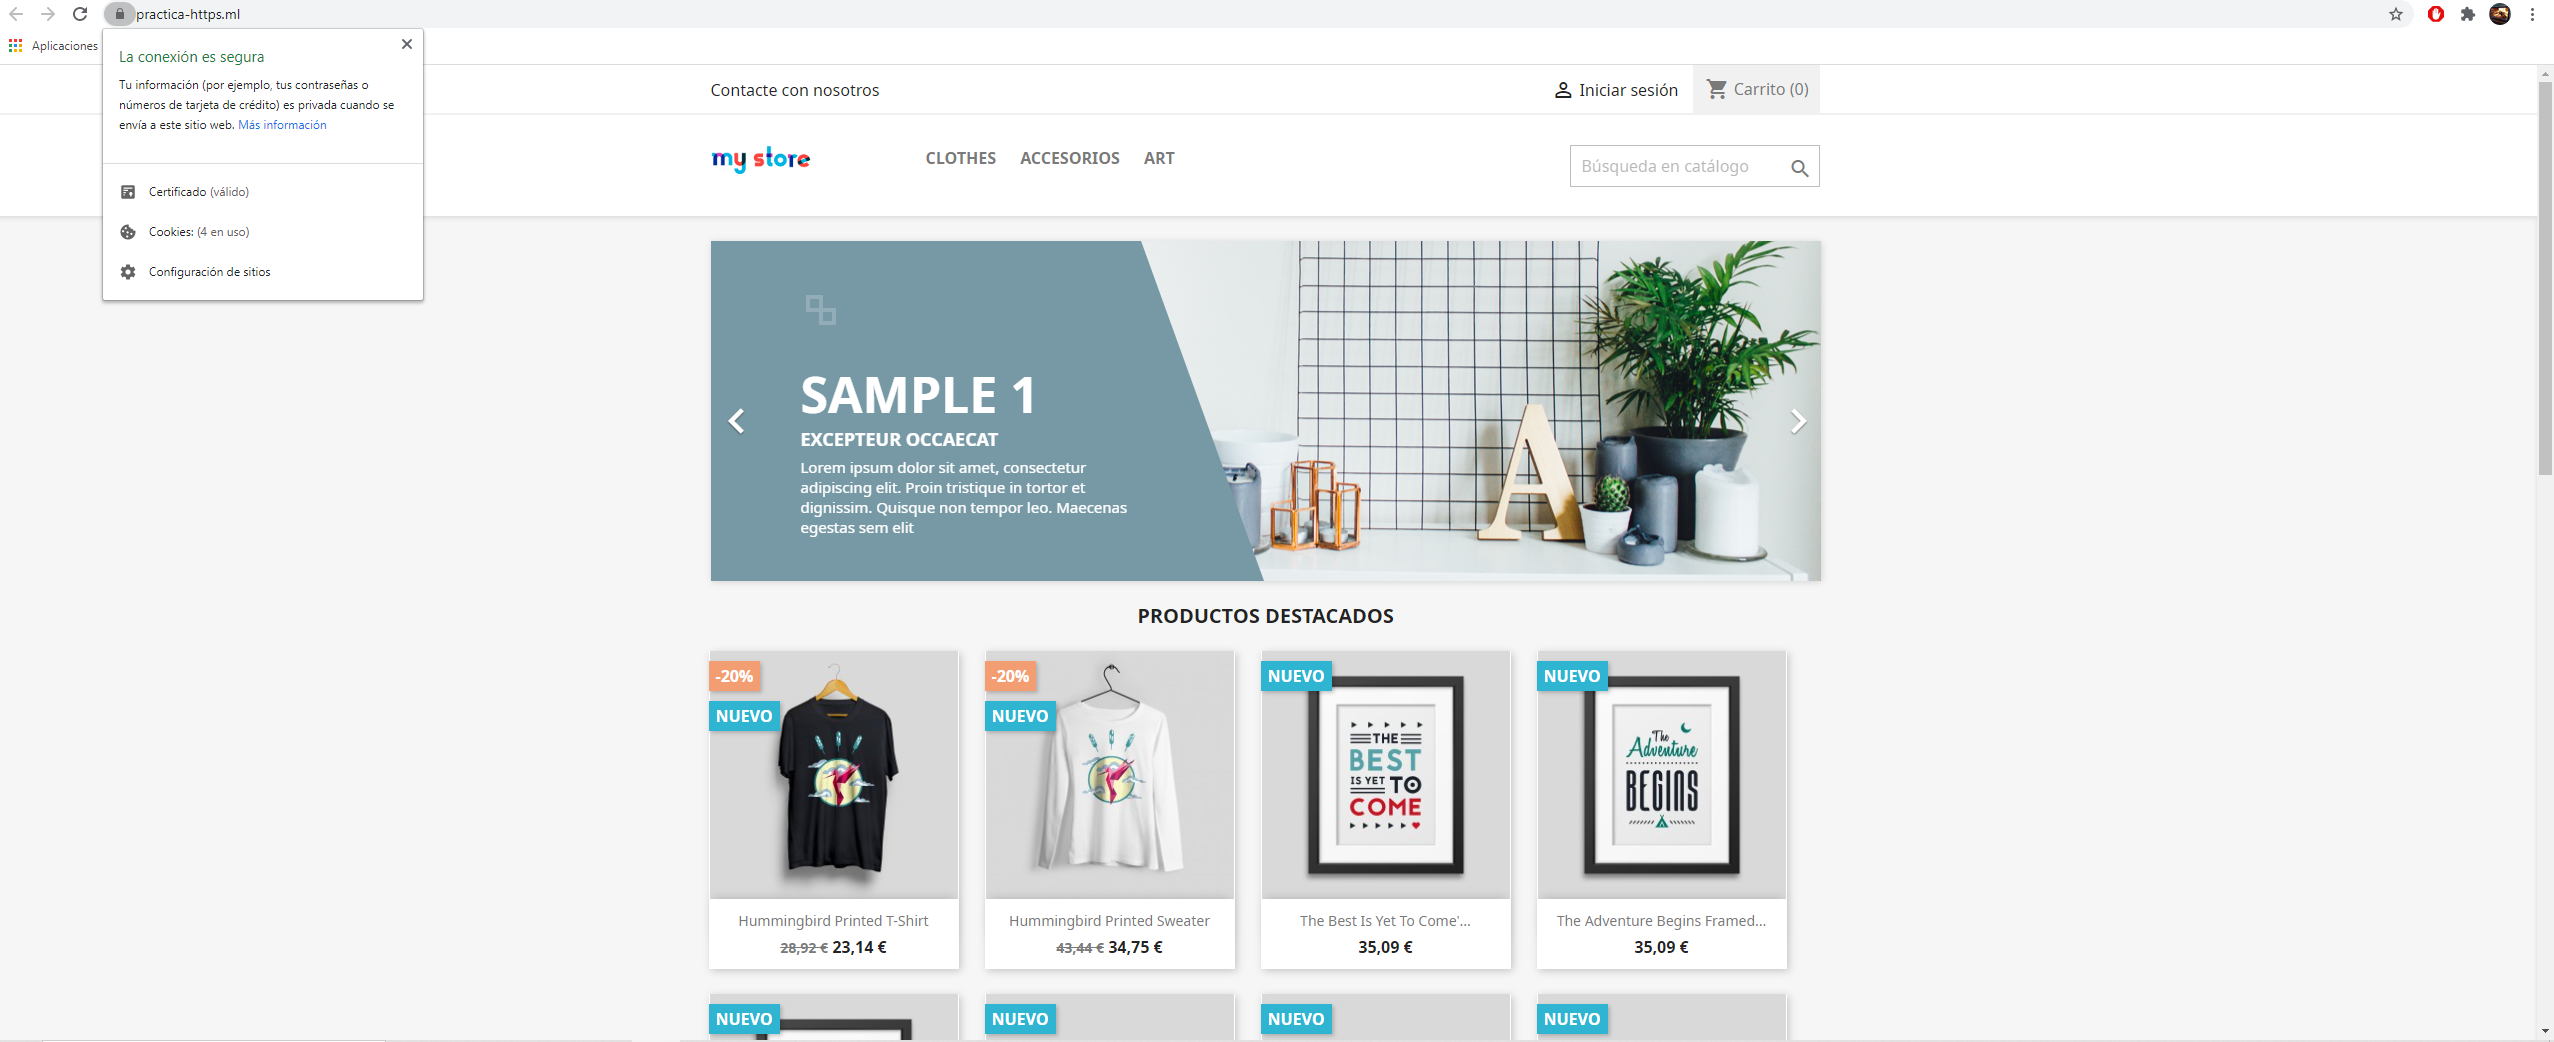 practica-https.ml
Aplicaciones
La conexión es segura
Tu información (por ejemplo, tus contraseñas o
números de tarjeta de crédito) es privada cuando se
envía a este sitio web. Más información
Certificado (válido)
Cookies: (4 en uso)
Configuración de sitios
Contacte con nosotros
Iniciar sesión
Carrito (0)
my store
CLOTHES
ACCESORIOS
ART
Búsqueda en catálogo
SAMPLE 1
EXCEPTEUR OCCAECAT
Lorem ipsum dolor sit amet, consectetur
adipiscing elit. Proin tristique in tortor et
dignissim. Quisque non tempor leo. Maecenas
egestas sem elit
A
PRODUCTOS DESTACADOS
-20%
NUEVO
Hummingbird Printed T-Shirt
28,92 € 23,14 €
-20%
NUEVO
Hummingbird Printed Sweater
43,44 € 34,75 €
NUEVO
THE
BEST
IS YET TO
COME
The Best Is Yet To Come'...
35,09 €
NUEVO
The
Adventure
BEGINS
The Adventure Begins Framed...
35,09 €
NUEVO
NUEVO
NUEVO
NUEVO